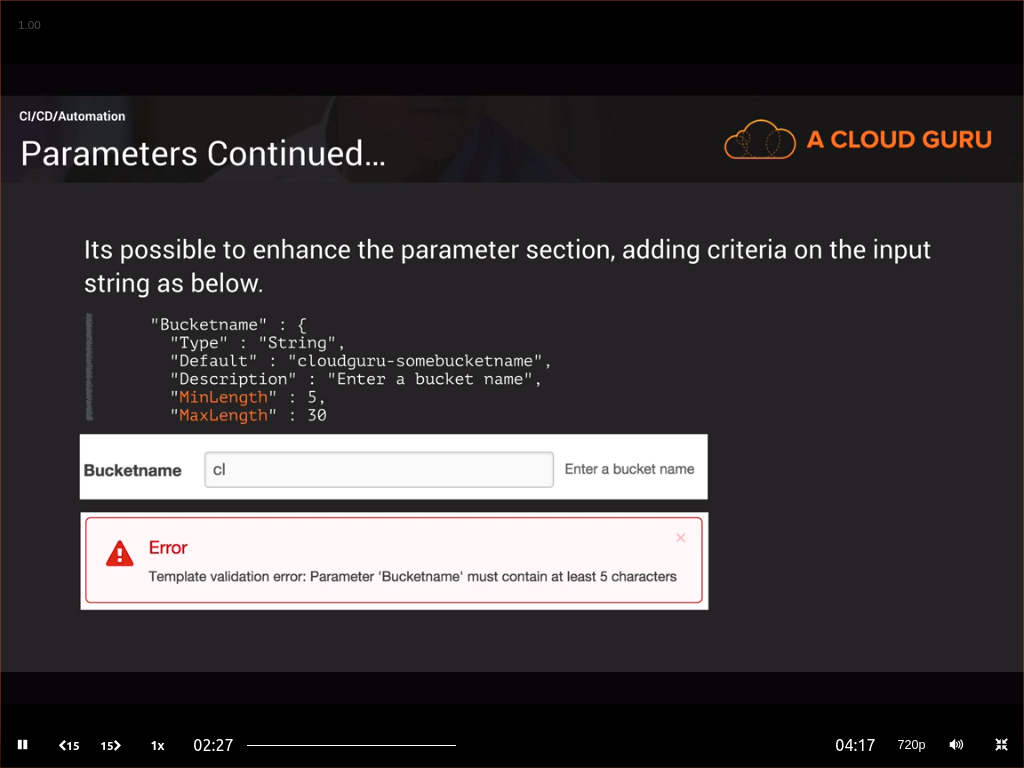 1.00
CI/CD/Automation
Parameters Continued...
A CLOUD GURU
Its possible to enhance the parameter section, adding criteria on the input
string as below.
"Bucketname" : {
"Type" : "String",
"Default" : "cloudguru-somebucketname",
"Description" : "Enter a bucket name",
"MinLength" : 5,
"MaxLength" : 30
Bucketname cl Enter a bucket name
Error ×
Template validation error: Parameter 'Bucketname' must contain at least 5 characters
15 15 1x 02:27 04:17 720p